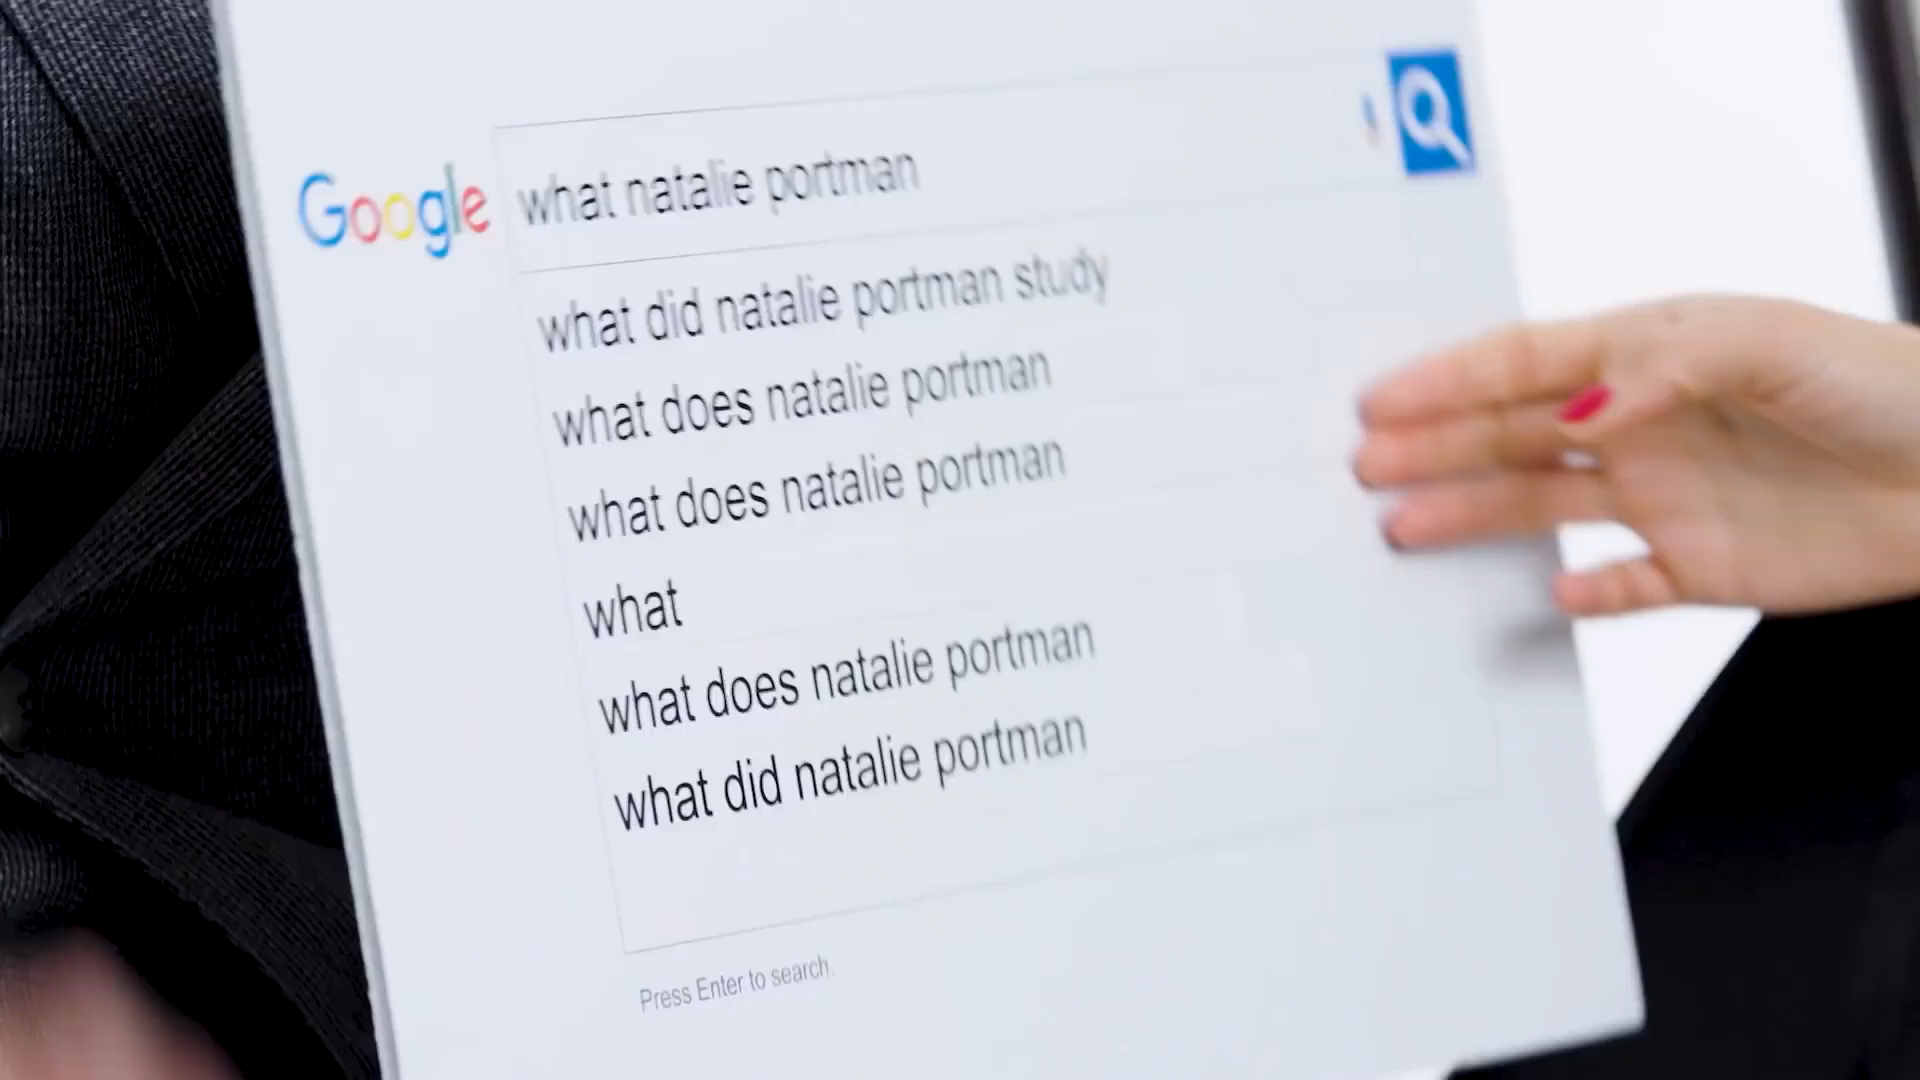 Google what natalie portman
what did natalie portman study
what does natalie portman
what does natalie portman
what
what does natalie portman
what did natalie portman
Press Enter to search.